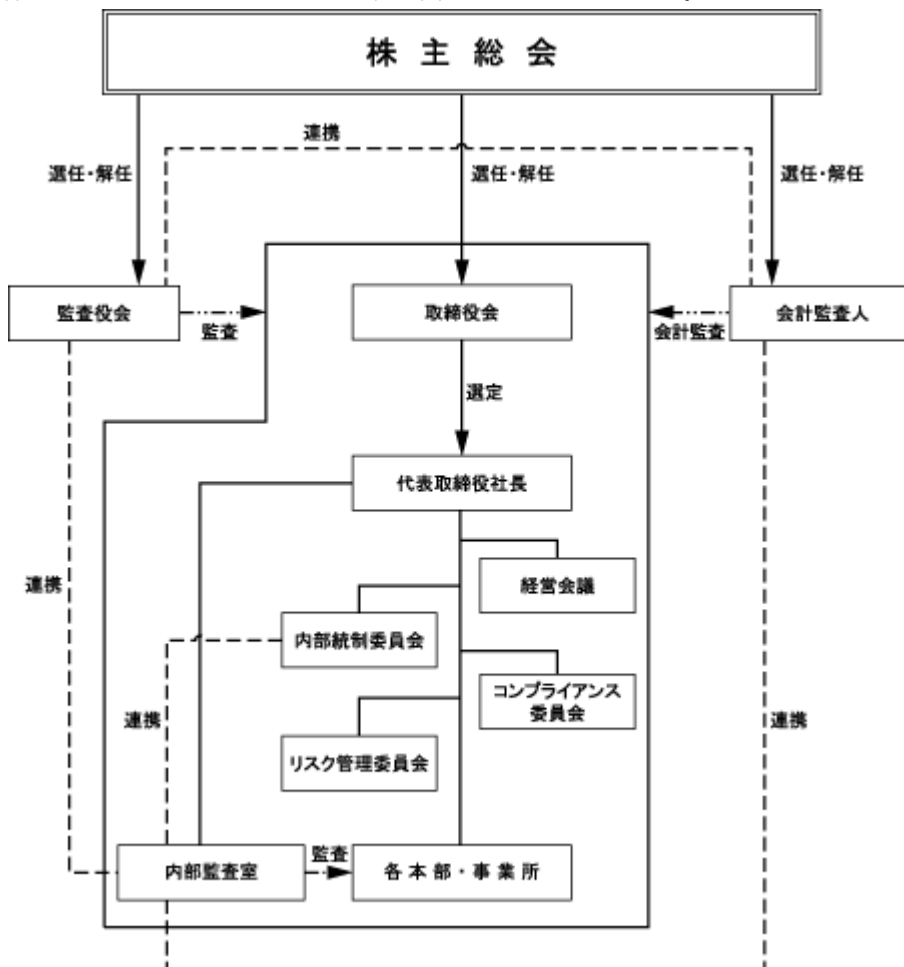 株主総会
連携
選任・解任
選任・解任
選任・解任
監査役会
監査
取締役会
会計監査
会計監査人
選定
代表取締役社長
経営会議
連携
内部統制委員会
コンプライアンス
委員会
連携
連携
リスク管理委員会
内部監査室
監査
各本部・事業所